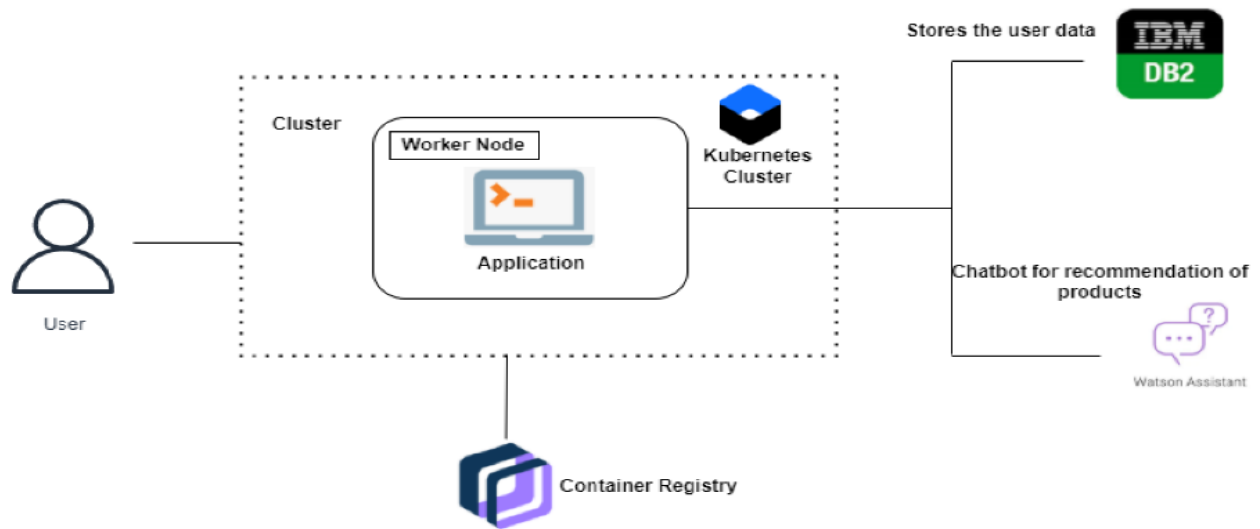 Stores the user data
IBM
DB2
Cluster
Worker Node
Kubernetes
Cluster
Application
User
Chatbot for recommendation of
products
?
Watson Assistant
Container Registry